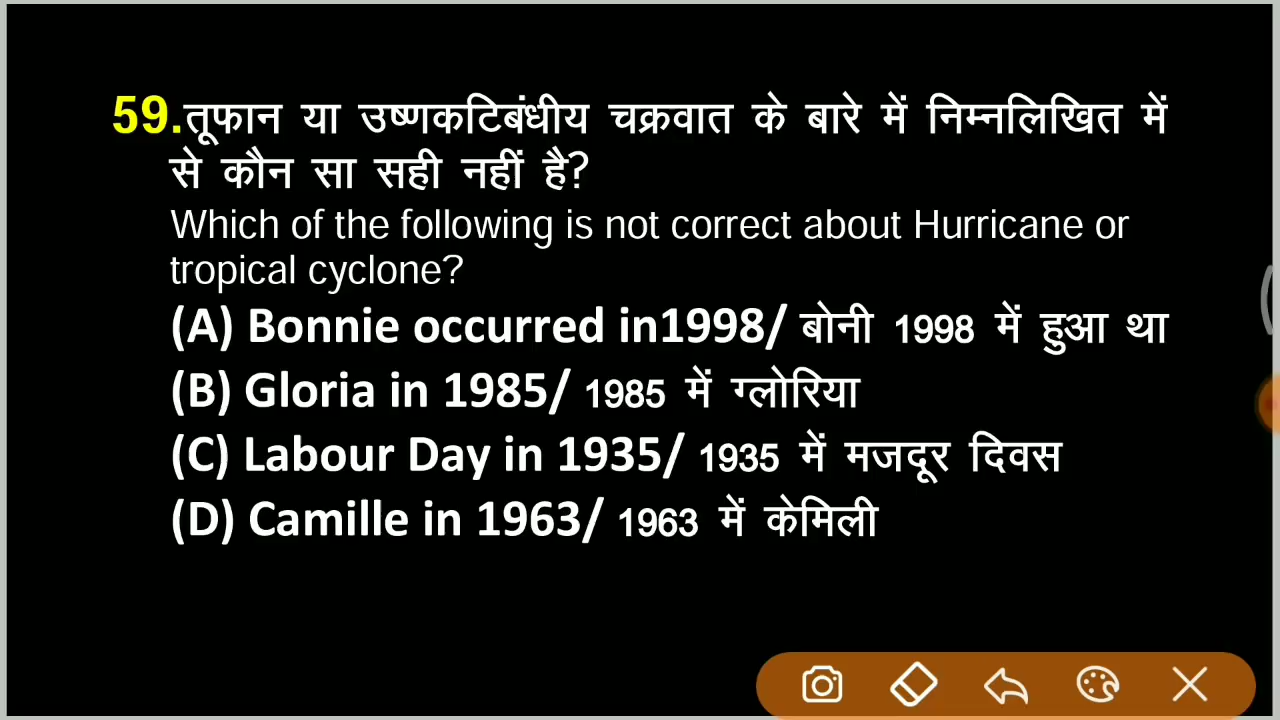 59.तूफान या उष्णकटिबंधीय चक्रवात के बारे में निम्नलिखित में
से कौन सा सही नहीं है?
Which of the following is not correct about Hurricane or
tropical cyclone?
(A) Bonnie occurred in1998/ बोनी 1998 में हुआ था
(B) Gloria in 1985/ 1985 में ग्लोरिया
(C) Labour Day in 1935/ 1935 में मजदूर दिवस
(D) Camille in 1963/ 1963 में केमिली